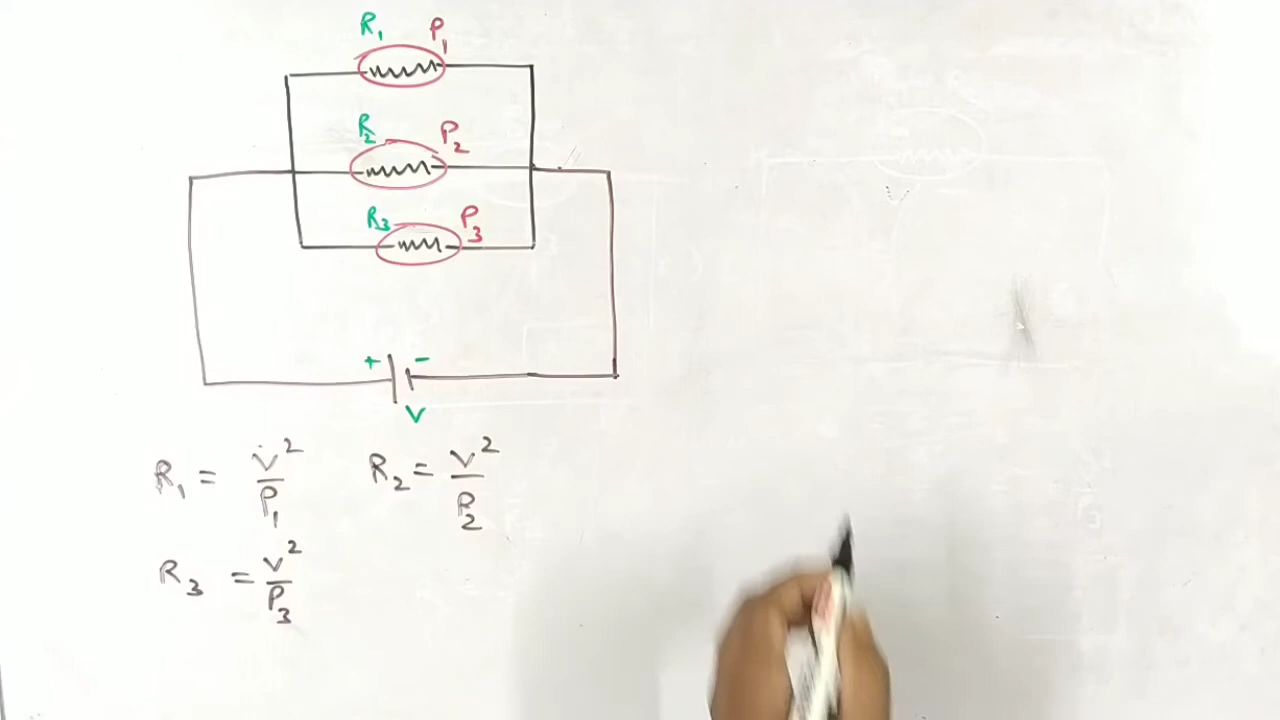 R₁ P₁
R₂ P₂
R₃ P₃
+ -
V
R₁ = V²/P₁ R₂ = V²/P₂
R₃ = V²/P₃